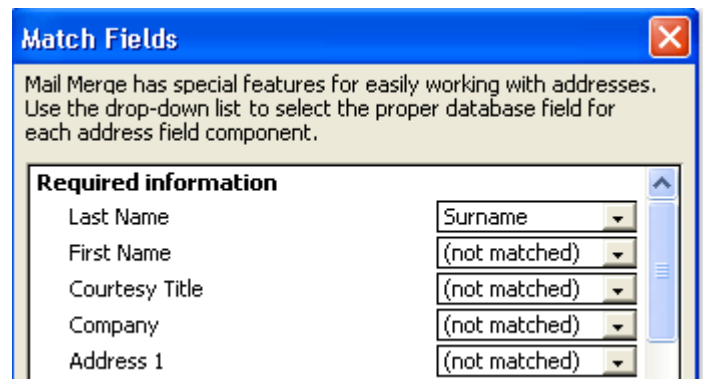 Match Fields
Mail Merge has special features for easily working with addresses.
Use the drop-down list to select the proper database field for
each address field component.
Required information
Last Name Surname
First Name (not matched)
Courtesy Title (not matched)
Company (not matched)
Address 1 (not matched)